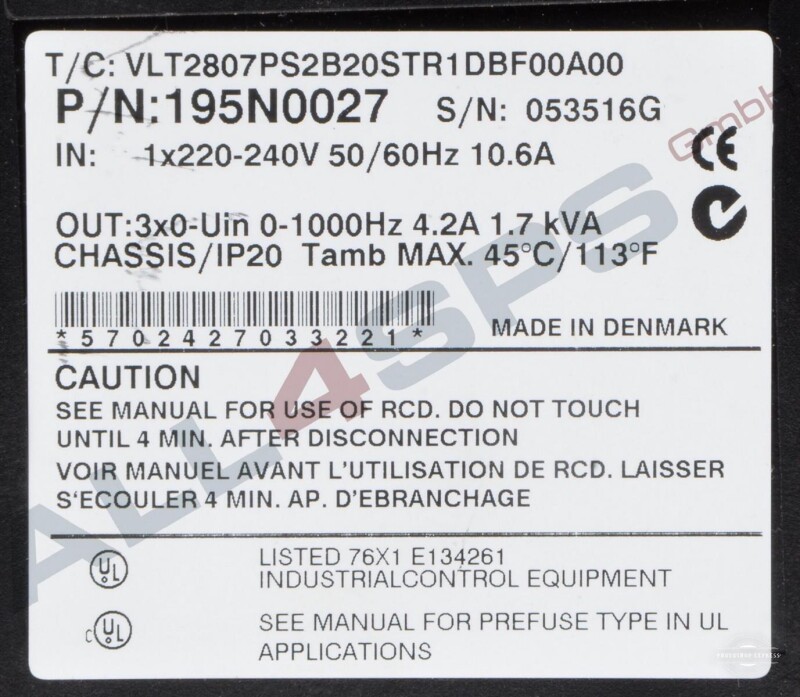 T/C: VLT2807PS2B20STR1DBF00A00
P/N:195N0027 S/N: 053516G
IN: 1x220-240V 50/60Hz 10.6A
CE
OUT:3x0-Uin 0-1000Hz 4.2A 1.7 kVA
CHASSIS/IP20 Tamb MAX. 45°C/113°F
*5702427033221*
MADE IN DENMARK
CAUTION
SEE MANUAL FOR USE OF RCD. DO NOT TOUCH
UNTIL 4 MIN. AFTER DISCONNECTION
VOIR MANUEL AVANT L'UTILISATION DE RCD. LAISSER
S'ECOULER 4 MIN. AP. D'EBRANCHAGE
UL
LISTED 76X1 E134261
INDUSTRIALCONTROL EQUIPMENT
c UL
SEE MANUAL FOR PREFUSE TYPE IN UL
APPLICATIONS
ALL4SPS GmbH